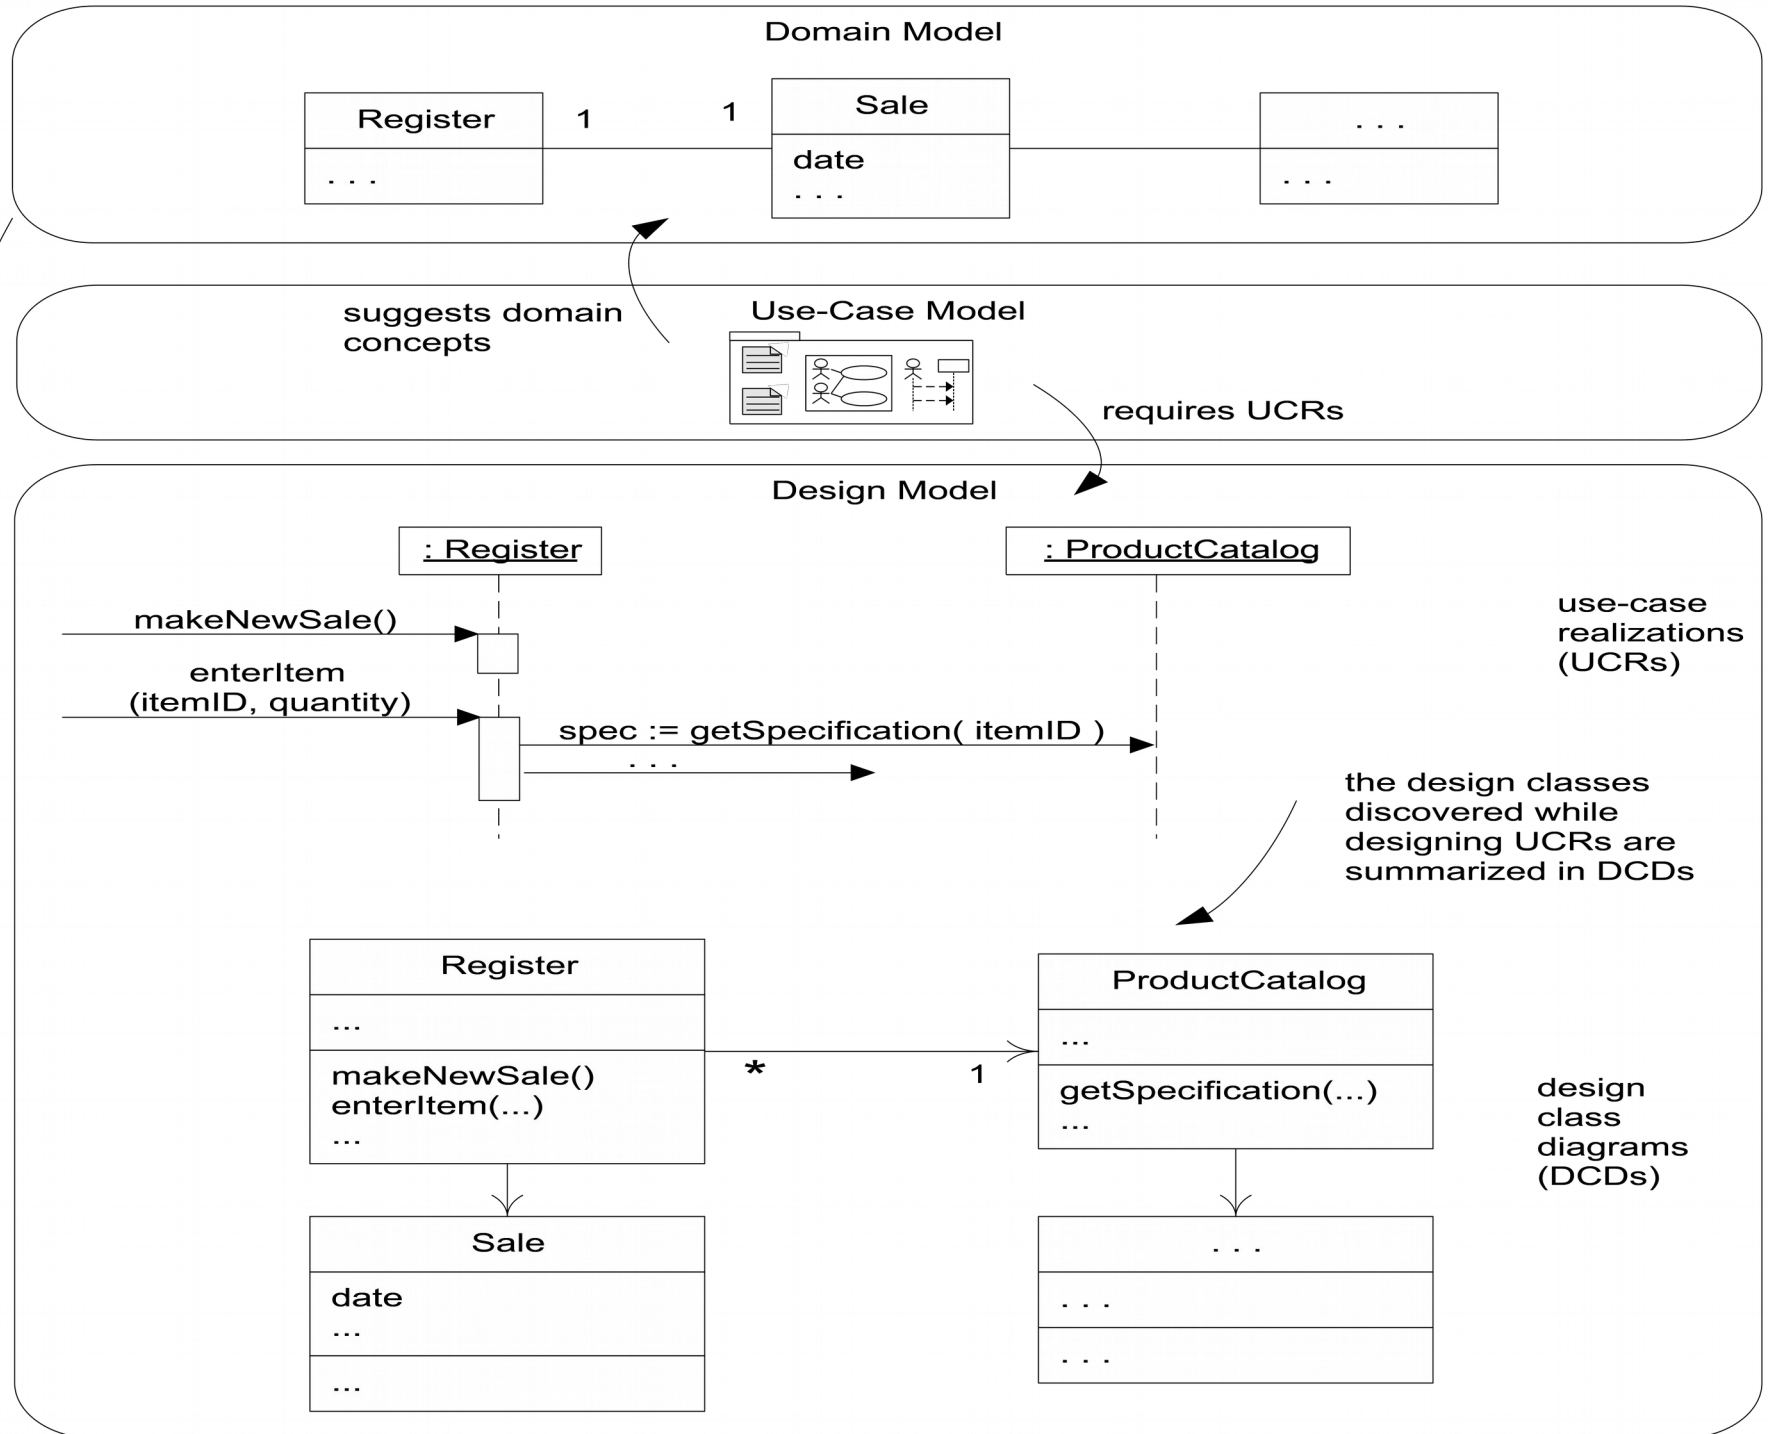 Domain Model
Register
1
1
Sale
. . .
. . .
date
. . .
. . .
suggests domain
concepts
Use-Case Model
requires UCRs
Design Model
: Register
: ProductCatalog
makeNewSale()
enterItem
(itemID, quantity)
spec := getSpecification( itemID )
. . .
use-case
realizations
(UCRs)
the design classes
discovered while
designing UCRs are
summarized in DCDs
Register
...
makeNewSale()
enterItem(...)
...
*
1
ProductCatalog
...
getSpecification(...)
...
design
class
diagrams
(DCDs)
Sale
date
...
...
. . .
. . .
. . .